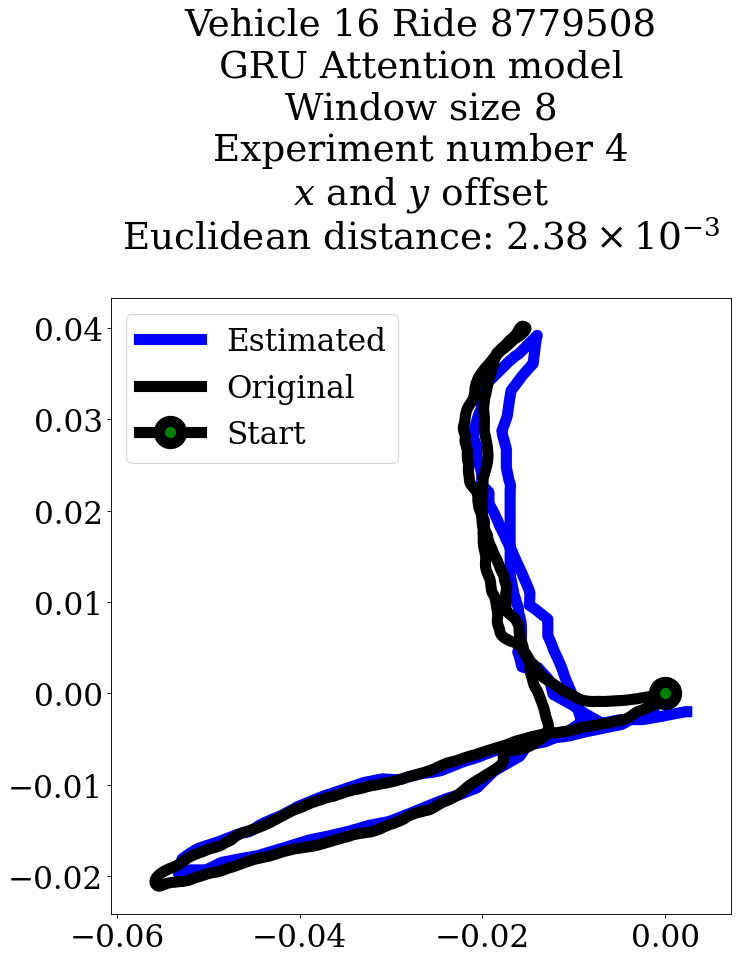 Vehicle 16 Ride 8779508
GRU Attention model
Window size 8
Experiment number 4
x and y offset
Euclidean distance: 2.38 × 10⁻³
Estimated
Original
Start
0.04
0.03
0.02
0.01
0.00
−0.01
−0.02
−0.06 −0.04 −0.02 0.00